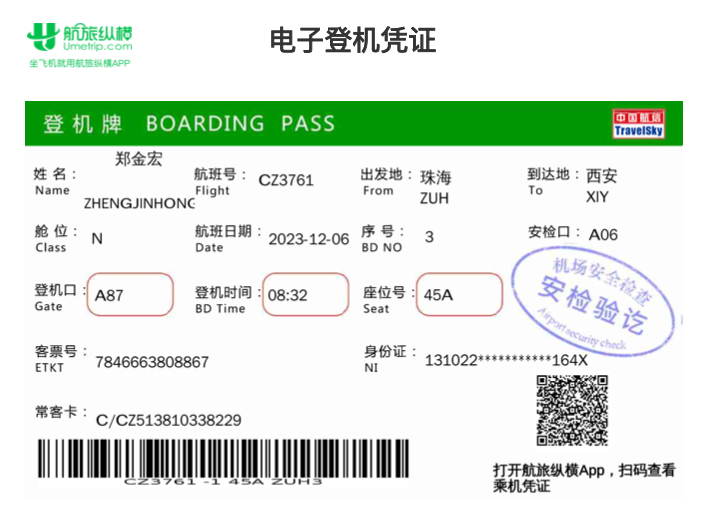 航旅纵横
Umetrip.com
坐飞机就用航旅纵横APP
电子登机凭证
登机牌 BOARDING PASS
中国航信
TravelSky
姓名： 郑金宏
Name ZHENGJINHONG
航班号： CZ3761
Flight
出发地： 珠海
From ZUH
到达地： 西安
To XIY
舱位： N
Class
航班日期： 2023-12-06
Date
序号： 3
BD NO
安检口： A06
登机口： A87
Gate
登机时间： 08:32
BD Time
座位号： 45A
Seat
机场安全检查
安检验讫
Airport security check
客票号： 7846663808867
ETKT
身份证： 131022***********164X
NI
常客卡： C/CZ513810338229
CZ3761 -1 45A ZUH3
打开航旅纵横App，扫码查看
乘机凭证